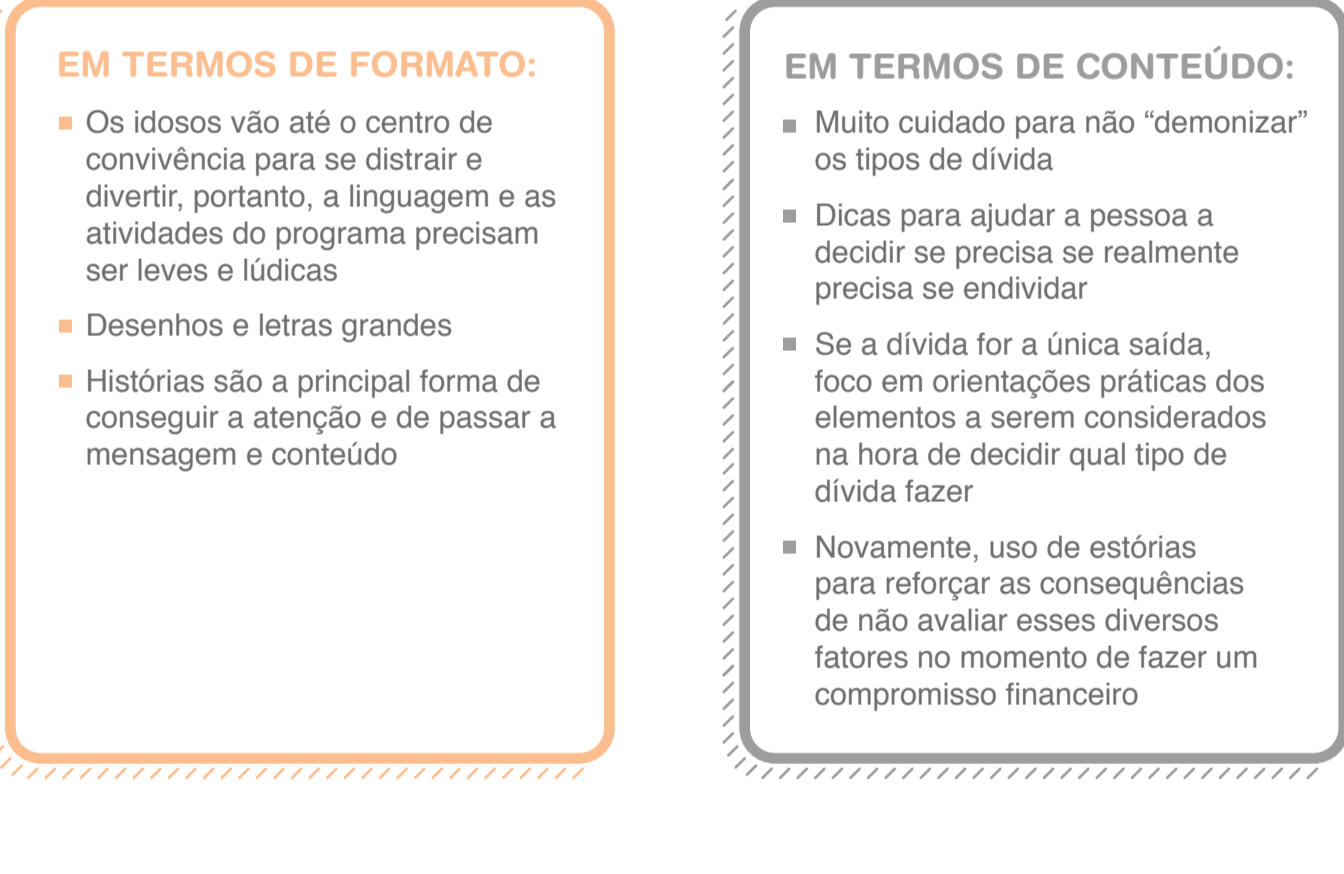 EM TERMOS DE FORMATO:
Os idosos vão até o centro de
convivência para se distrair e
divertir, portanto, a linguagem e as
atividades do programa precisam
ser leves e lúdicas
Desenhos e letras grandes
Histórias são a principal forma de
conseguir a atenção e de passar a
mensagem e conteúdo
EM TERMOS DE CONTEÚDO:
Muito cuidado para não “demonizar”
os tipos de dívida
Dicas para ajudar a pessoa a
decidir se precisa se realmente
precisa se endividar
Se a dívida for a única saída,
foco em orientações práticas dos
elementos a serem considerados
na hora de decidir qual tipo de
dívida fazer
Novamente, uso de estórias
para reforçar as consequências
de não avaliar esses diversos
fatores no momento de fazer um
compromisso financeiro